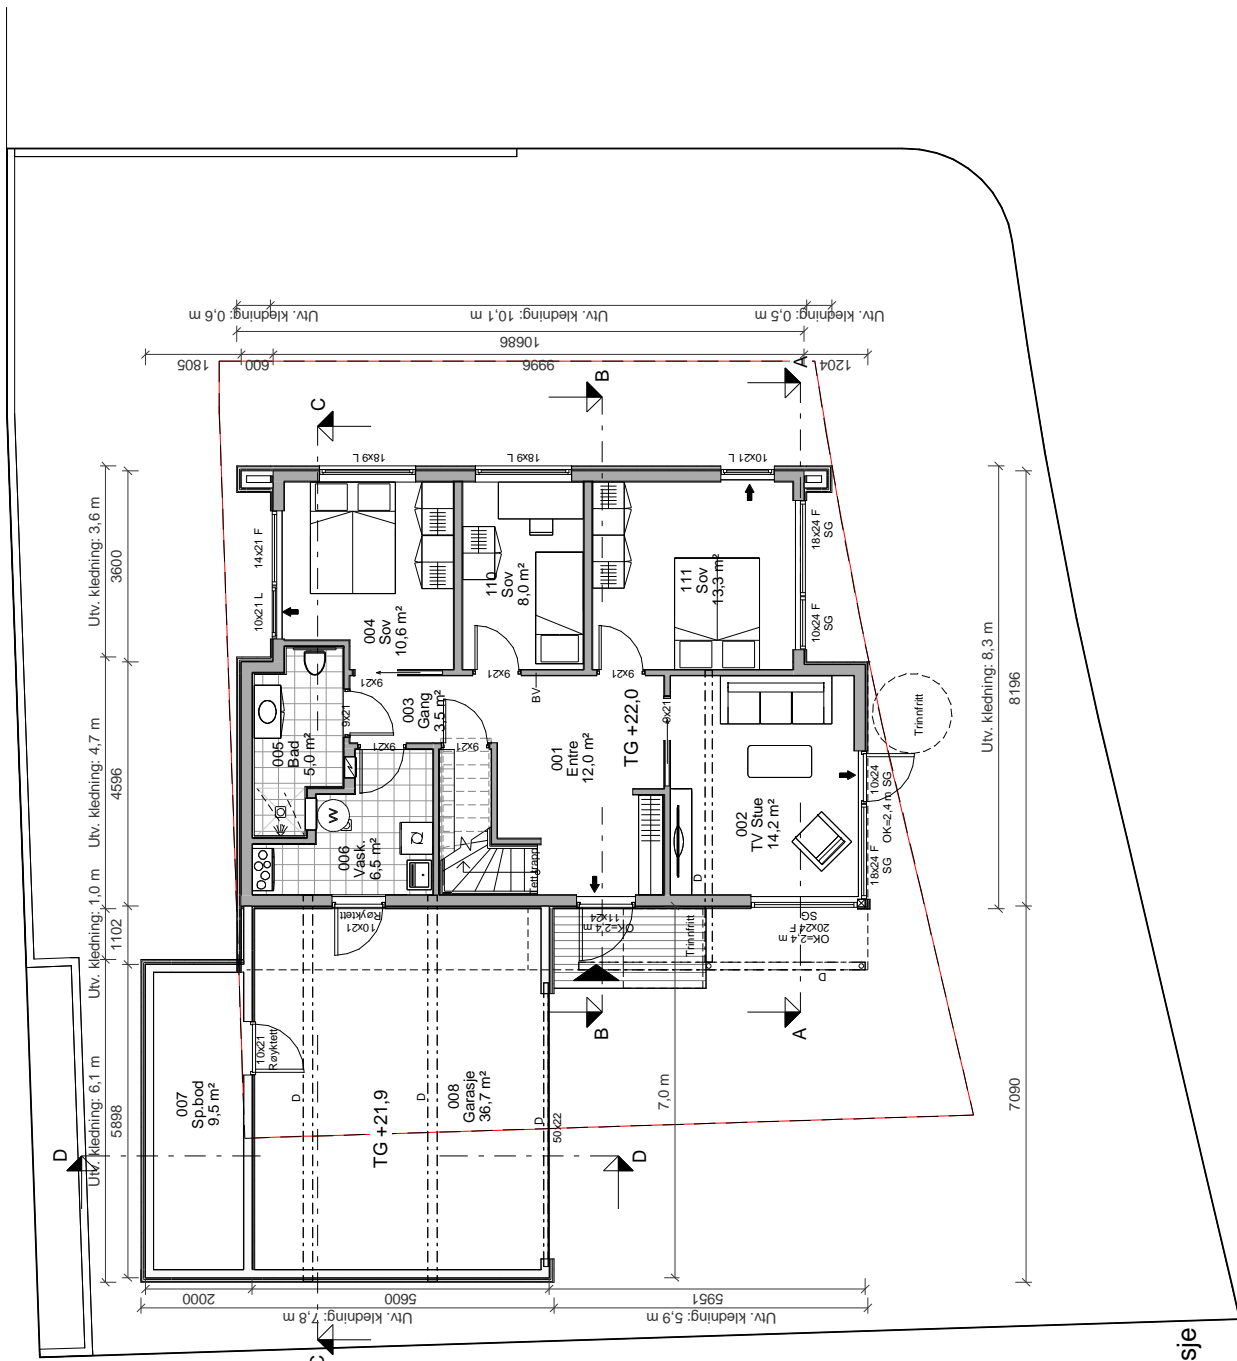 Utv. kledning: 0,6 m
Utv. kledning: 10,1 m
Utv. kledning: 0,5 m
10686
1805
600
9996
1204
A
B
C
Utv. kledning: 3,6 m
3600
Utv. kledning: 4,7 m
4596
Utv. kledning: 1,0 m
1102
Utv. kledning: 6,1 m
5898
18x9 L
18x9 L
10x21 L
14x21 F
10x21 L
18x24 F
SG
10x24 F
SG
004
Sov
10,6 m²
110
Sov
8,0 m²
111
Sov
13,3 m²
9x21
9x21
9x21
BV
005
Bad
5,0 m²
9x21
003
Gang
3,5 m²
9x21
9x21
001
Entre
12,0 m²
TG +22,0
9x21
002
TV Stue
14,2 m²
D
Trinnfritt
10x24
SG
OK=2,4 m
18x24 F
SG
Utv. kledning: 8,3 m
8196
006
Vask.
6,5 m²
W
Tett trapp
10x21
Røyktett
11x24
OK=2,4 m
Trinnfritt
SG
20x24 F
OK=2,4 m
D
B
A
007
Sp.bod
9,5 m²
10x21
Røyktett
D
D
D
TG +21,9
008
Garasje
36,7 m²
50x22
7,0 m
7090
D
D
2000
5600
5951
Utv. kledning: 7,8 m
Utv. kledning: 5,9 m
C
sje